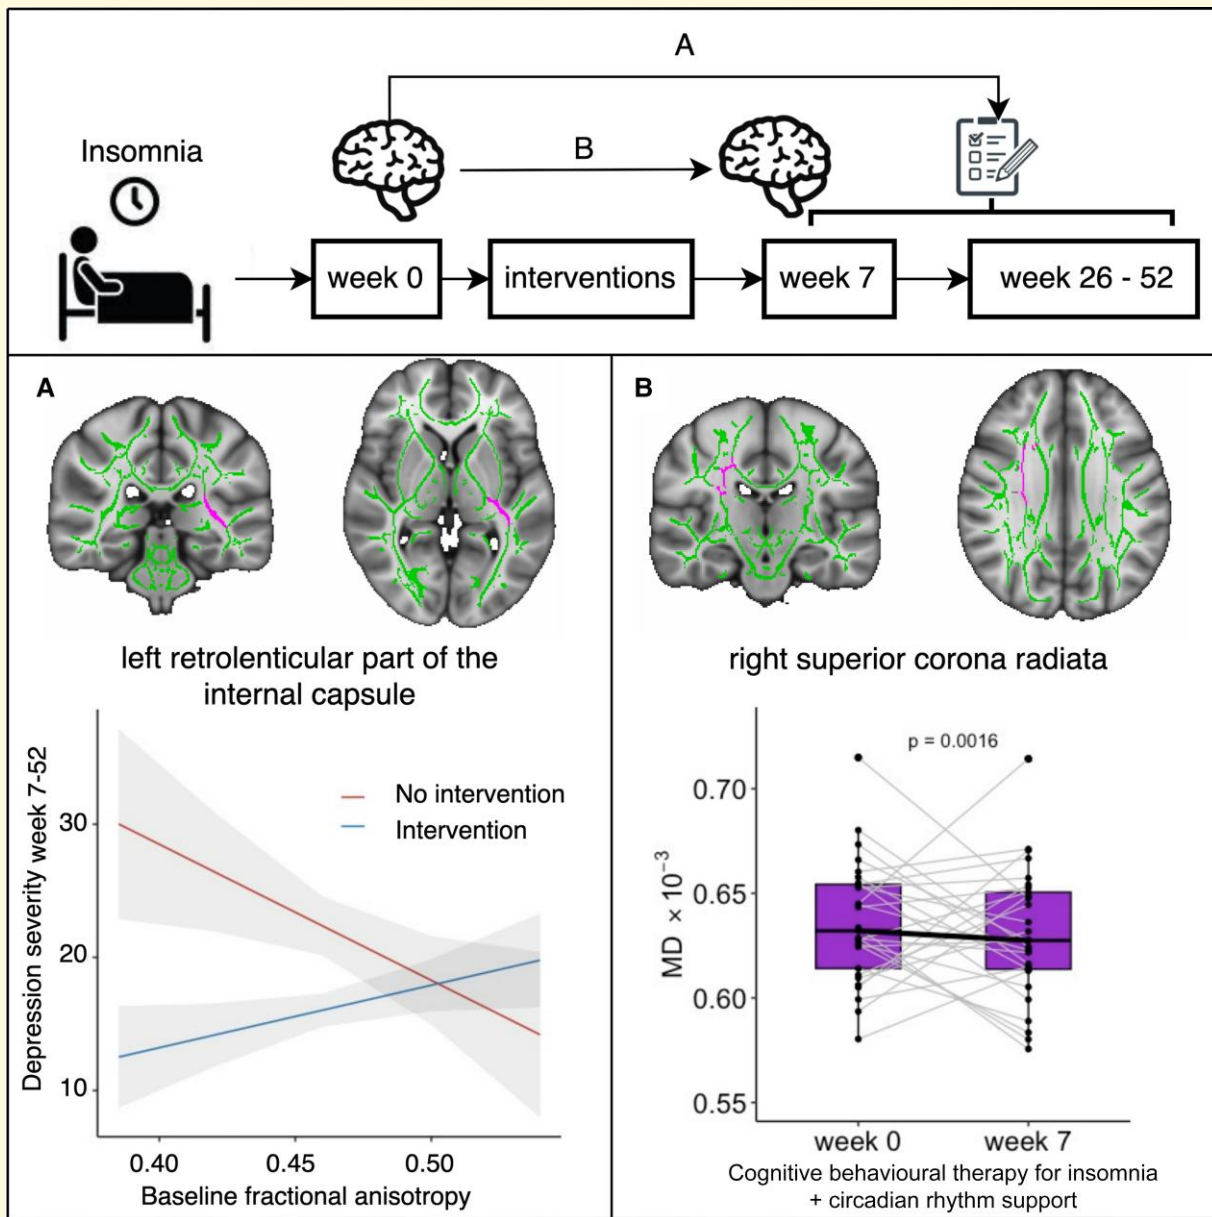 A
Insomnia
B
week 0
interventions
week 7
week 26 - 52
A
left retrolenticular part of the
internal capsule
Depression severity week 7-52
30
20
10
No intervention
Intervention
0.40
0.45
0.50
Baseline fractional anisotropy
B
right superior corona radiata
p = 0.0016
MD × 10⁻³
0.70
0.65
0.60
0.55
week 0
week 7
Cognitive behavioural therapy for insomnia
+ circadian rhythm support